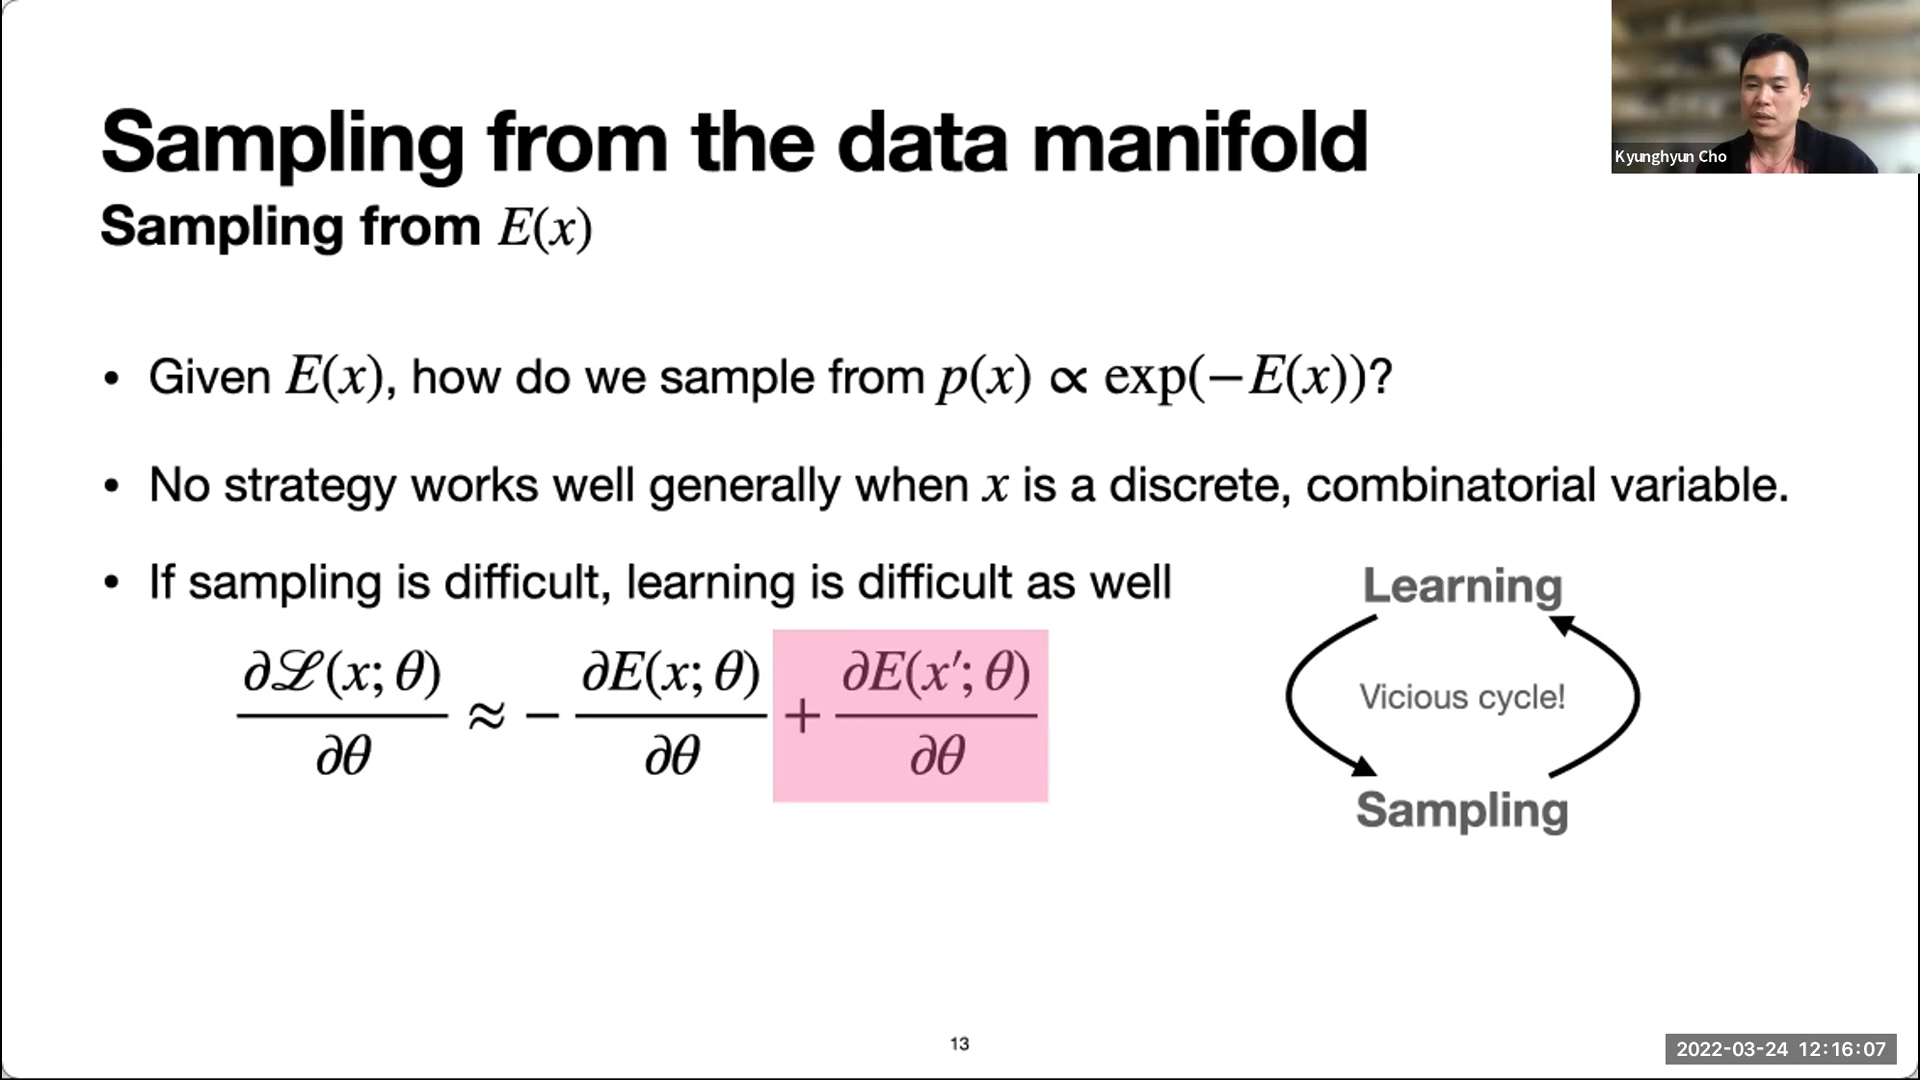 Sampling from the data manifold
Kyunghyun Cho
Sampling from E(x)
• Given E(x), how do we sample from p(x) ∝ exp(−E(x))?
• No strategy works well generally when x is a discrete, combinatorial variable.
• If sampling is difficult, learning is difficult as well
∂ℒ(x; θ)/∂θ ≈ − ∂E(x; θ)/∂θ + ∂E(x′; θ)/∂θ
Learning
Vicious cycle!
Sampling
13
2022-03-24 12:16:07